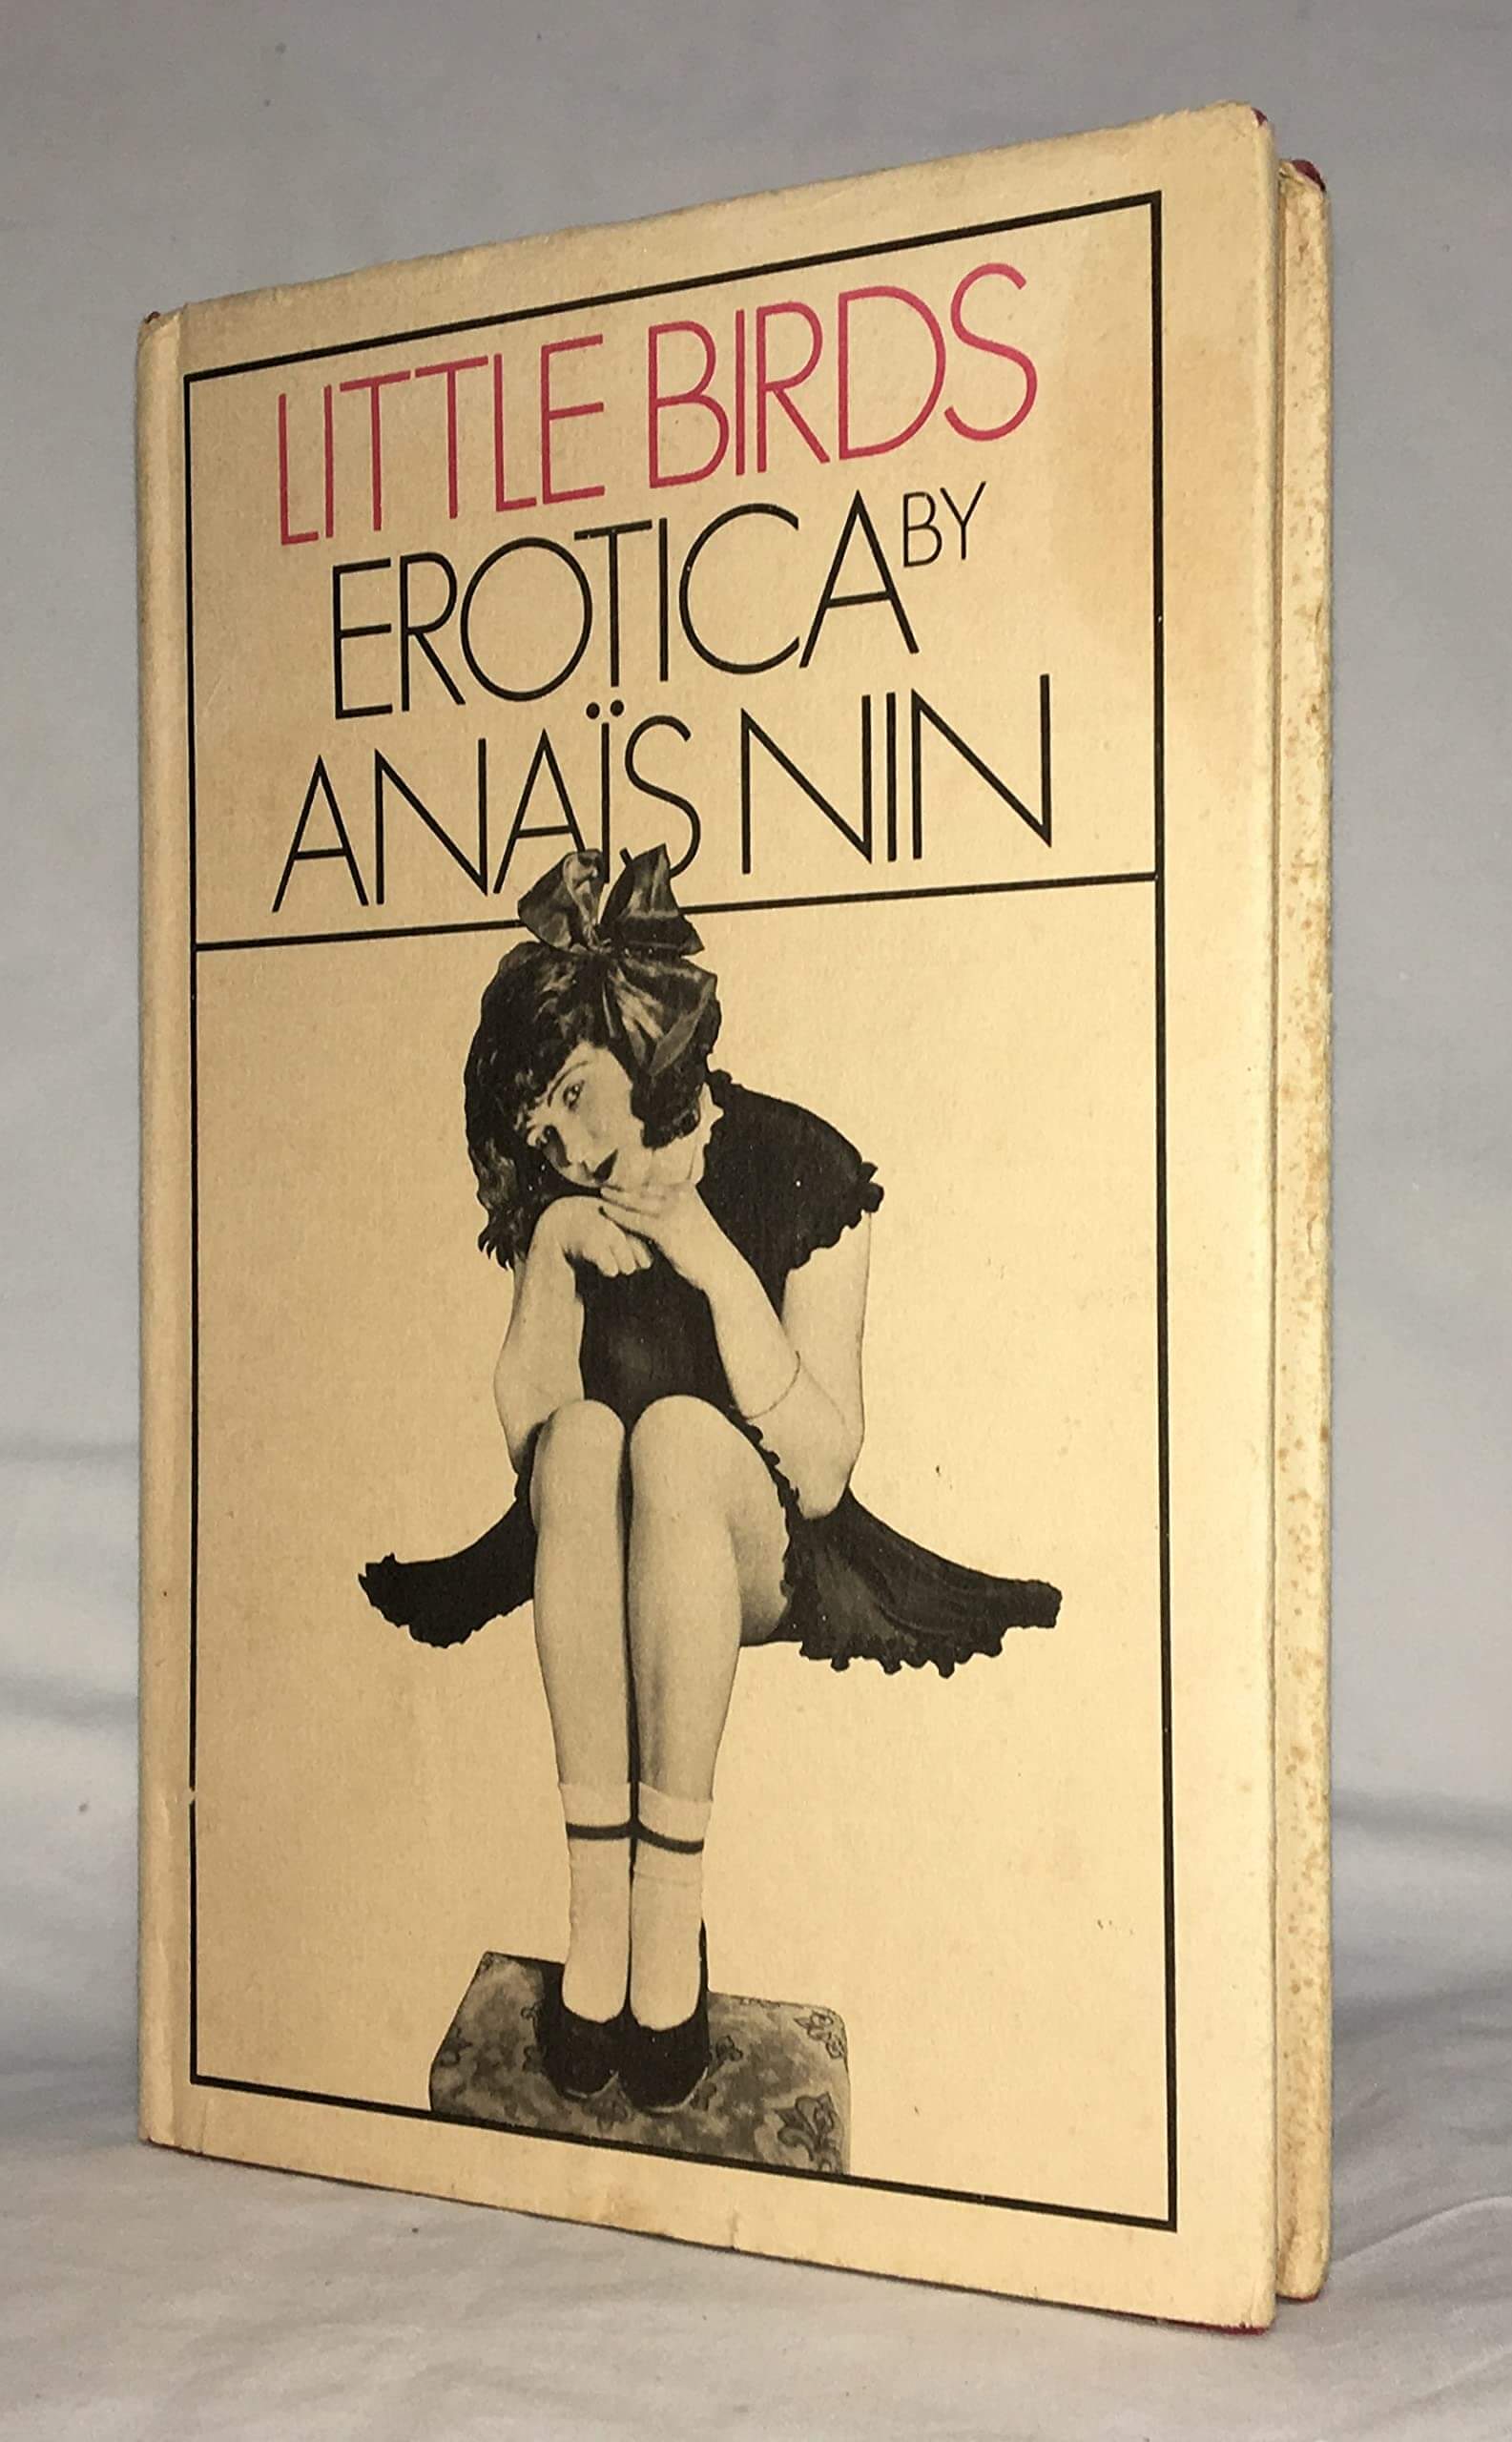 LITTLE BIRDS
EROTICA BY
ANAÏS NIN